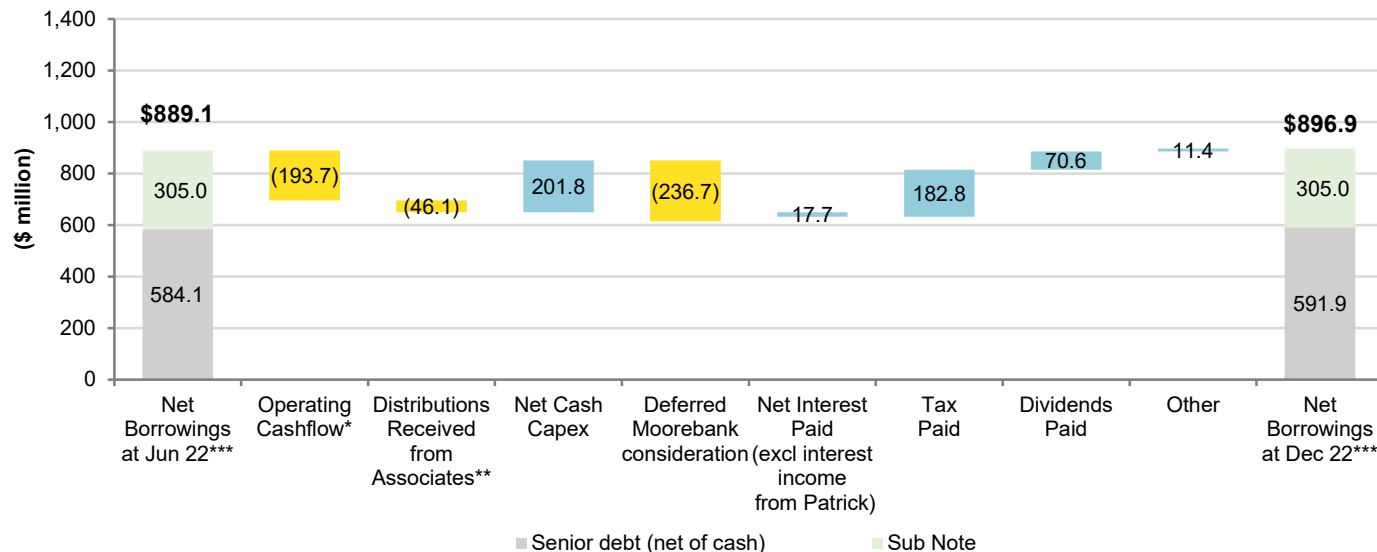 ($ million)
1,400
1,200
1,000
800
600
400
200
0
$889.1
305.0
584.1
(193.7)
(46.1)
201.8
(236.7)
17.7
182.8
70.6
11.4
$896.9
305.0
591.9
Net
Borrowings
at Jun 22***
Operating
Cashflow*
Distributions
Received
from
Associates**
Net Cash
Capex
Deferred
Moorebank
consideration
Net Interest
Paid
(excl interest
income
from Patrick)
Tax
Paid
Dividends
Paid
Other
Net
Borrowings
at Dec 22***
Senior debt (net of cash)
Sub Note